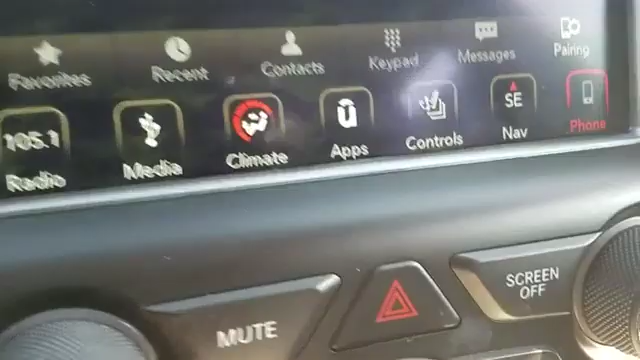 Favorites
Recent
Contacts
Keypad
Messages
Pairing
105.1
Radio
Media
Climate
Apps
Controls
SE
Nav
Phone
MUTE
SCREEN
OFF